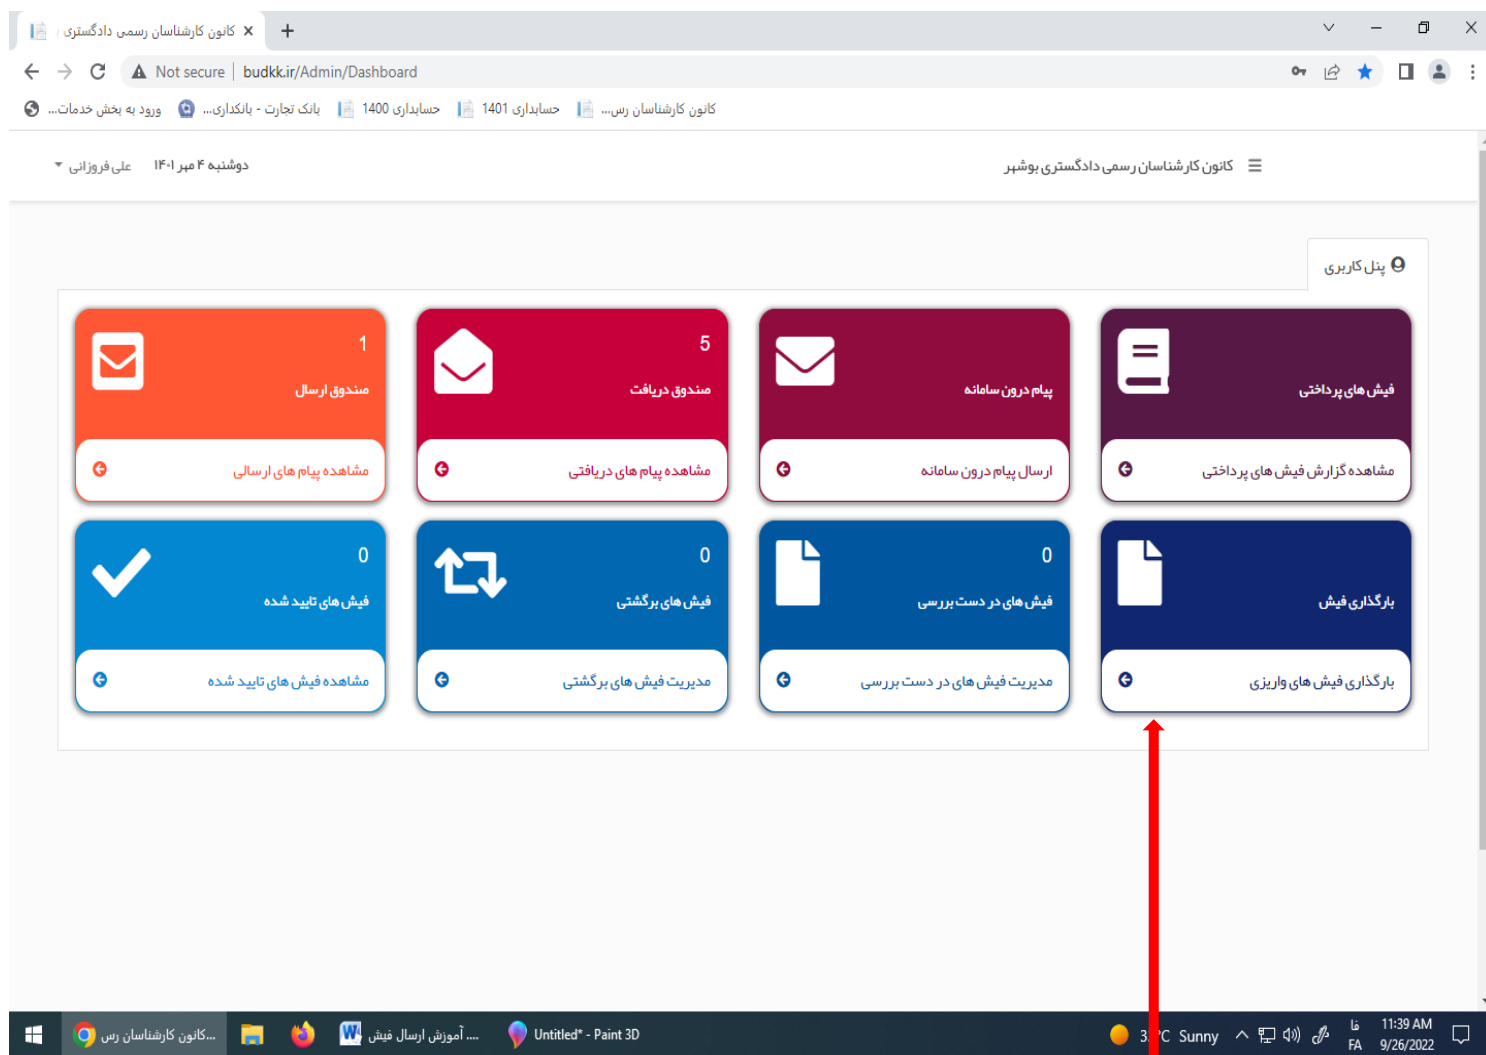 کانون کارشناسان رسمی دادگستری
Not secure | budkk.ir/Admin/Dashboard
کانون کارشناسان رس... حسابداری 1401 حسابداری 1400 بانک تجارت - بانکداری... ورود به بخش خدمات...
کانون کارشناسان رسمی دادگستری بوشهر
دوشنبه ۴ مهر ۱۴۰۱ علی فروزانی
پنل کاربری
فیش های پرداختی
مشاهده گزارش فیش های پرداختی
پیام درون سامانه
ارسال پیام درون سامانه
5
صندوق دریافت
مشاهده پیام های دریافتی
1
صندوق ارسال
مشاهده پیام های ارسالی
بارگذاری فیش
بارگذاری فیش های واریزی
0
فیش های در دست بررسی
مدیریت فیش های در دست بررسی
0
فیش های برگشتی
مدیریت فیش های برگشتی
0
فیش های تایید شده
مشاهده فیش های تایید شده
کانون کارشناسان رس...
آموزش ارسال فیش ....
Untitled* - Paint 3D
C Sunny
فا
FA
11:39 AM
9/26/2022